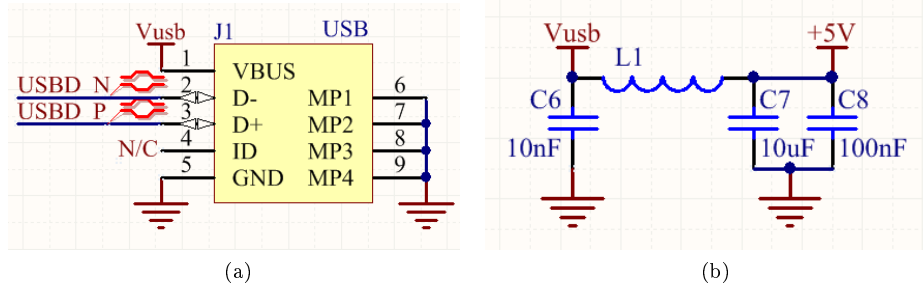 Vusb J1 USB
1 VBUS
USBD_N 2 D- MP1 6
USBD_P 3 D+ MP2 7
N/C 4 ID MP3 8
5 GND MP4 9
(a)
Vusb +5V
L1
C6 C7 C8
10nF 10uF 100nF
(b)